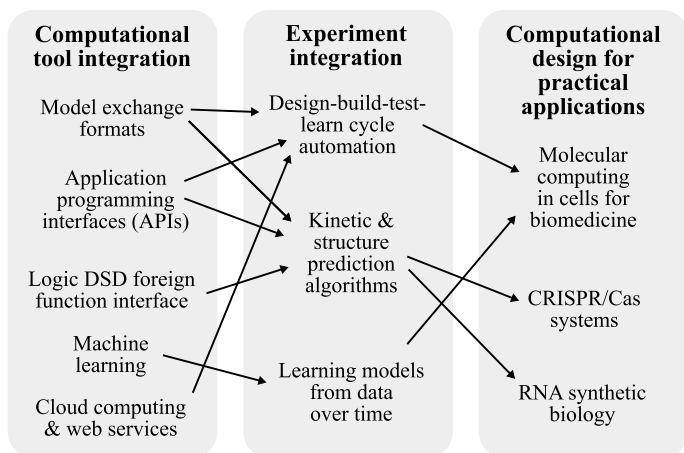 Computational
tool integration
Model exchange
formats
Application
programming
interfaces (APIs)
Logic DSD foreign
function interface
Machine
learning
Cloud computing
& web services
Experiment
integration
Design-build-test-
learn cycle
automation
Kinetic &
structure
prediction
algorithms
Learning models
from data
over time
Computational
design for
practical
applications
Molecular
computing
in cells for
biomedicine
CRISPR/Cas
systems
RNA synthetic
biology